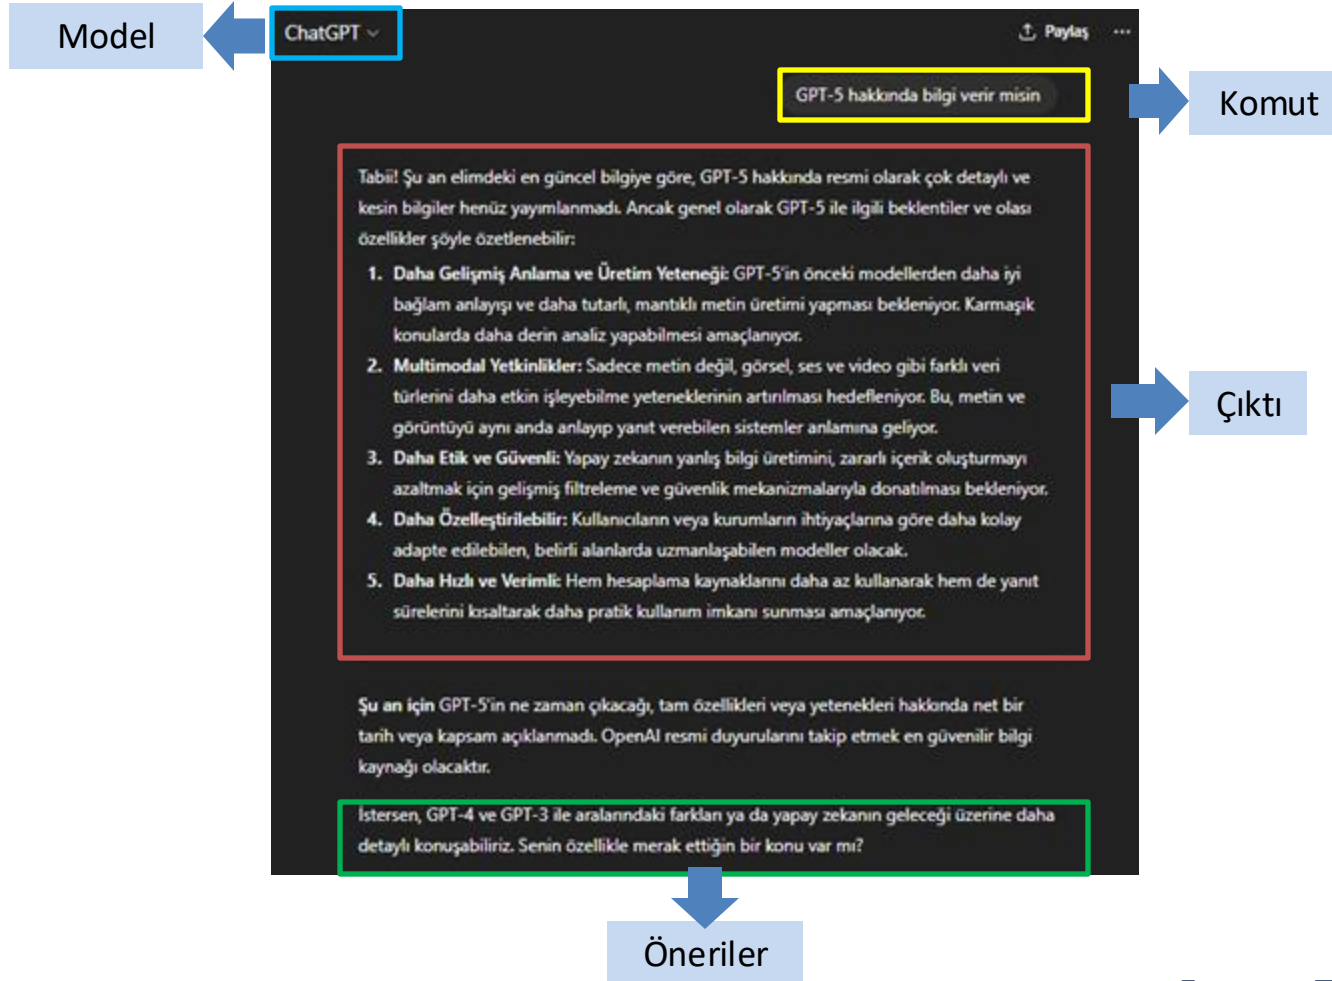 Model
ChatGPT
Paylaş
GPT-5 hakkında bilgi verir misin
Komut
Tabii! Şu an elimdeki en güncel bilgiye göre, GPT-5 hakkında resmi olarak çok detaylı ve
kesin bilgiler henüz yayımlanmadı. Ancak genel olarak GPT-5 ile ilgili beklentiler ve olası
özellikler şöyle özetlenebilir:
1. Daha Gelişmiş Anlama ve Üretim Yeteneği: GPT-5'in önceki modellerden daha iyi
bağlam anlayışı ve daha tutarlı, mantıklı metin üretimi yapması bekleniyor. Karmaşık
konularda daha derin analiz yapabilmesi amaçlanıyor.
2. Multimodal Yetkinlikler: Sadece metin değil, görsel, ses ve video gibi farklı veri
türlerini daha etkin işleyebilme yeteneklerinin artırılması hedefleniyor. Bu, metin ve
görüntüyü aynı anda anlayıp yanıt verebilen sistemler anlamına geliyor.
Çıktı
3. Daha Etik ve Güvenli: Yapay zekanın yanlış bilgi üretimini, zararlı içerik oluşturmayı
azaltmak için gelişmiş filtreleme ve güvenlik mekanizmalarıyla donatılması bekleniyor.
4. Daha Özelleştirilebilir: Kullanıcıların veya kurumların ihtiyaçlarına göre daha kolay
adapte edilebilen, belirli alanlarda uzmanlaşabilen modeller olacak.
5. Daha Hızlı ve Verimli: Hem hesaplama kaynaklarını daha az kullanarak hem de yanıt
sürelerini kısaltarak daha pratik kullanım imkanı sunması amaçlanıyor.
Şu an için GPT-5'in ne zaman çıkacağı, tam özellikleri veya yetenekleri hakkında net bir
tarih veya kapsam açıklanmadı. OpenAI resmi duyurularını takip etmek en güvenilir bilgi
kaynağı olacaktır.
İstersen, GPT-4 ve GPT-3 ile aralarındaki farkları ya da yapay zekanın geleceği üzerine daha
detaylı konuşabiliriz. Senin özellikle merak ettiğin bir konu var mı?
Öneriler